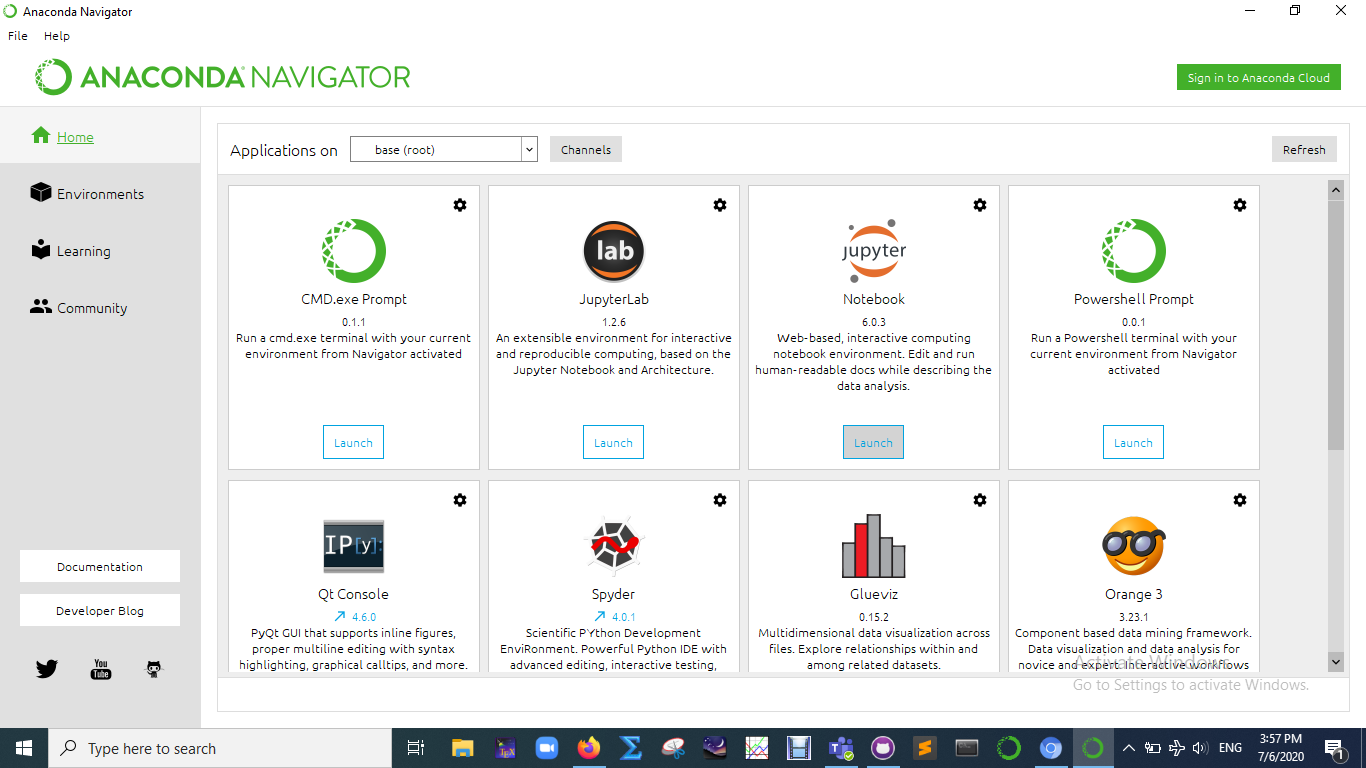 Anaconda Navigator
File Help
ANACONDA NAVIGATOR
Sign in to Anaconda Cloud
Home
Environments
Learning
Community
Documentation
Developer Blog
You
Tube
Applications on base (root) Channels Refresh
CMD.exe Prompt
0.1.1
Run a cmd.exe terminal with your current
environment from Navigator activated
Launch
lab
JupyterLab
1.2.6
An extensible environment for interactive
and reproducible computing, based on the
Jupyter Notebook and Architecture.
Launch
jupyter
Notebook
6.0.3
Web-based, interactive computing
notebook environment. Edit and run
human-readable docs while describing the
data analysis.
Launch
Powershell Prompt
0.0.1
Run a Powershell terminal with your
current environment from Navigator
activated
Launch
IP[y]:
Qt Console
4.6.0
PyQt GUI that supports inline figures,
proper multiline editing with syntax
highlighting, graphical calltips, and more.
Spyder
4.0.1
Scientific PYthon Development
EnviRonment. Powerful Python IDE with
advanced editing, interactive testing,
Glueviz
0.15.2
Multidimensional data visualization across
files. Explore relationships within and
among related datasets.
Orange 3
3.23.1
Component based data mining framework.
Data visualization and data analysis for
novice and expert. Interactive workflows
Activate Windows
Go to Settings to activate Windows.
Type here to search
ENG
3:57 PM
7/6/2020
1